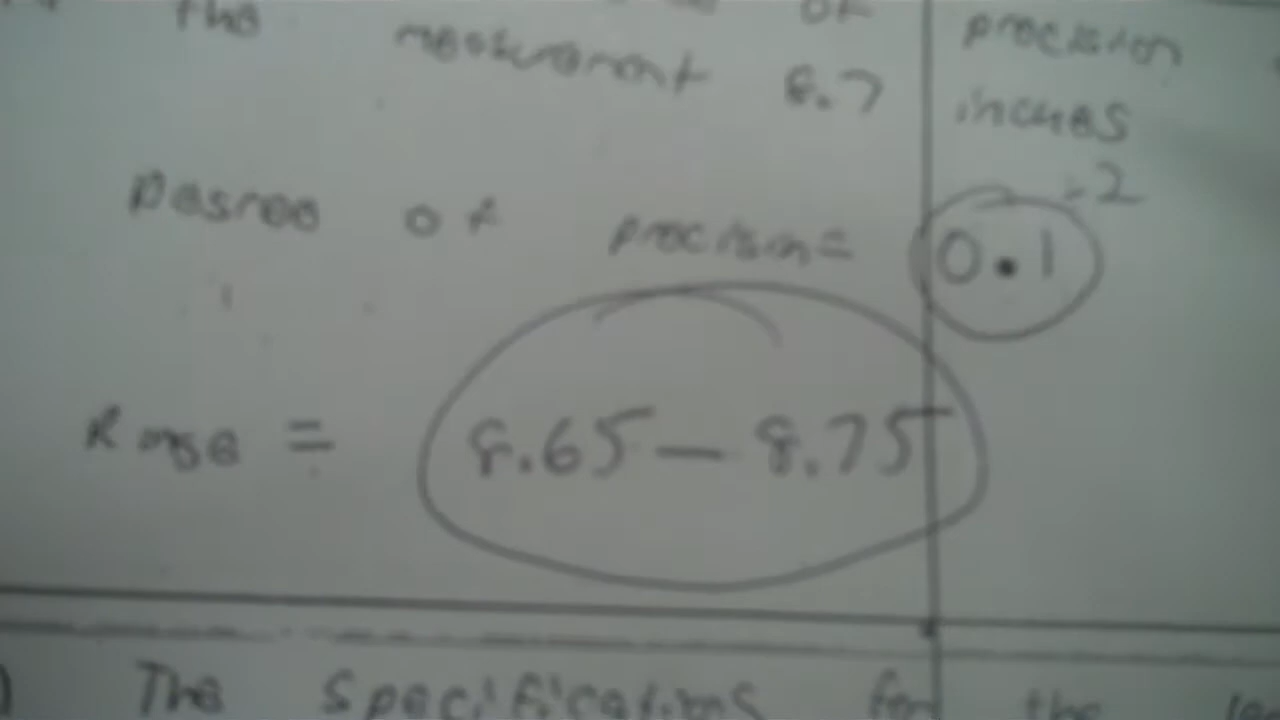 the of precision
measurement 8.7 inches
Degree of precision = 0.1
-2
Range = 8.65 — 8.75
) The specifications for the